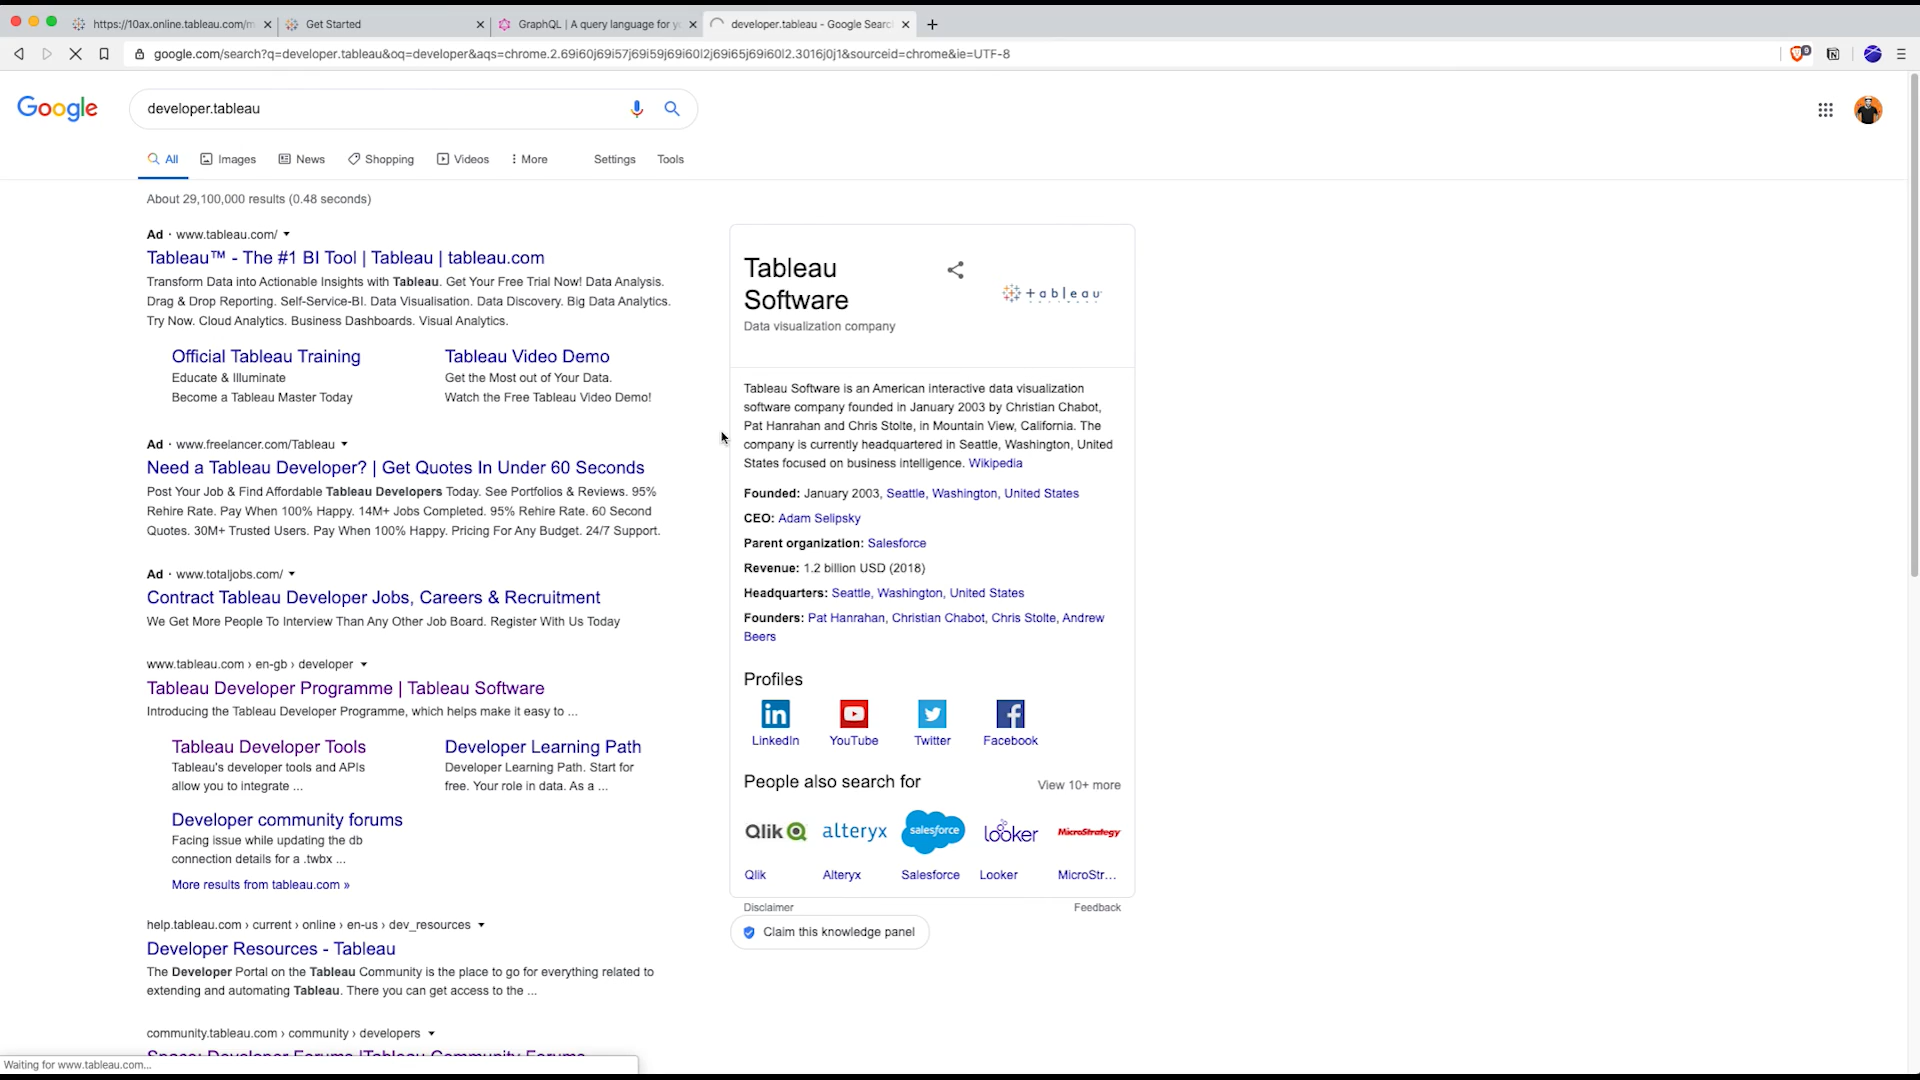 https://10ax.online.tableau.com/m
Get Started
GraphQL | A query language for y
developer.tableau - Google Searc
google.com/search?q=developer.tableau&oq=developer&aqs=chrome.2.69i60j69i57j69i59j69i60l2j69i65j69i60l2.3016j0j1&sourceid=chrome&ie=UTF-8
9
Google
developer.tableau
All
Images
News
Shopping
Videos
More
Settings
Tools
About 29,100,000 results (0.48 seconds)
Ad · www.tableau.com/
Tableau™ - The #1 BI Tool | Tableau | tableau.com
Transform Data into Actionable Insights with Tableau. Get Your Free Trial Now! Data Analysis.
Drag & Drop Reporting. Self-Service-BI. Data Visualisation. Data Discovery. Big Data Analytics.
Try Now. Cloud Analytics. Business Dashboards. Visual Analytics.
Official Tableau Training
Educate & Illuminate
Become a Tableau Master Today
Tableau Video Demo
Get the Most out of Your Data.
Watch the Free Tableau Video Demo!
Ad · www.freelancer.com/Tableau
Need a Tableau Developer? | Get Quotes In Under 60 Seconds
Post Your Job & Find Affordable Tableau Developers Today. See Portfolios & Reviews. 95%
Rehire Rate. Pay When 100% Happy. 14M+ Jobs Completed. 95% Rehire Rate. 60 Second
Quotes. 30M+ Trusted Users. Pay When 100% Happy. Pricing For Any Budget. 24/7 Support.
Ad · www.totaljobs.com/
Contract Tableau Developer Jobs, Careers & Recruitment
We Get More People To Interview Than Any Other Job Board. Register With Us Today
www.tableau.com › en-gb › developer
Tableau Developer Programme | Tableau Software
Introducing the Tableau Developer Programme, which helps make it easy to ...
Tableau Developer Tools
Tableau's developer tools and APIs
allow you to integrate ...
Developer Learning Path
Developer Learning Path. Start for
free. Your role in data. As a ...
Developer community forums
Facing issue while updating the db
connection details for a .twbx ...
More results from tableau.com »
help.tableau.com › current › online › en-us › dev_resources
Developer Resources - Tableau
The Developer Portal on the Tableau Community is the place to go for everything related to
extending and automating Tableau. There you can get access to the ...
community.tableau.com › community › developers
Space: Developer Forums |Tableau Community Forums
Waiting for www.tableau.com...
Tableau
Software
Data visualization company
+ableau
Tableau Software is an American interactive data visualization
software company founded in January 2003 by Christian Chabot,
Pat Hanrahan and Chris Stolte, in Mountain View, California. The
company is currently headquartered in Seattle, Washington, United
States focused on business intelligence. Wikipedia
Founded: January 2003, Seattle, Washington, United States
CEO: Adam Selipsky
Parent organization: Salesforce
Revenue: 1.2 billion USD (2018)
Headquarters: Seattle, Washington, United States
Founders: Pat Hanrahan, Christian Chabot, Chris Stolte, Andrew
Beers
Profiles
LinkedIn
YouTube
Twitter
Facebook
People also search for
View 10+ more
Qlik
alteryx
salesforce
looker
MicroStrategy
Qlik
Alteryx
Salesforce
Looker
MicroStr...
Disclaimer
Feedback
Claim this knowledge panel